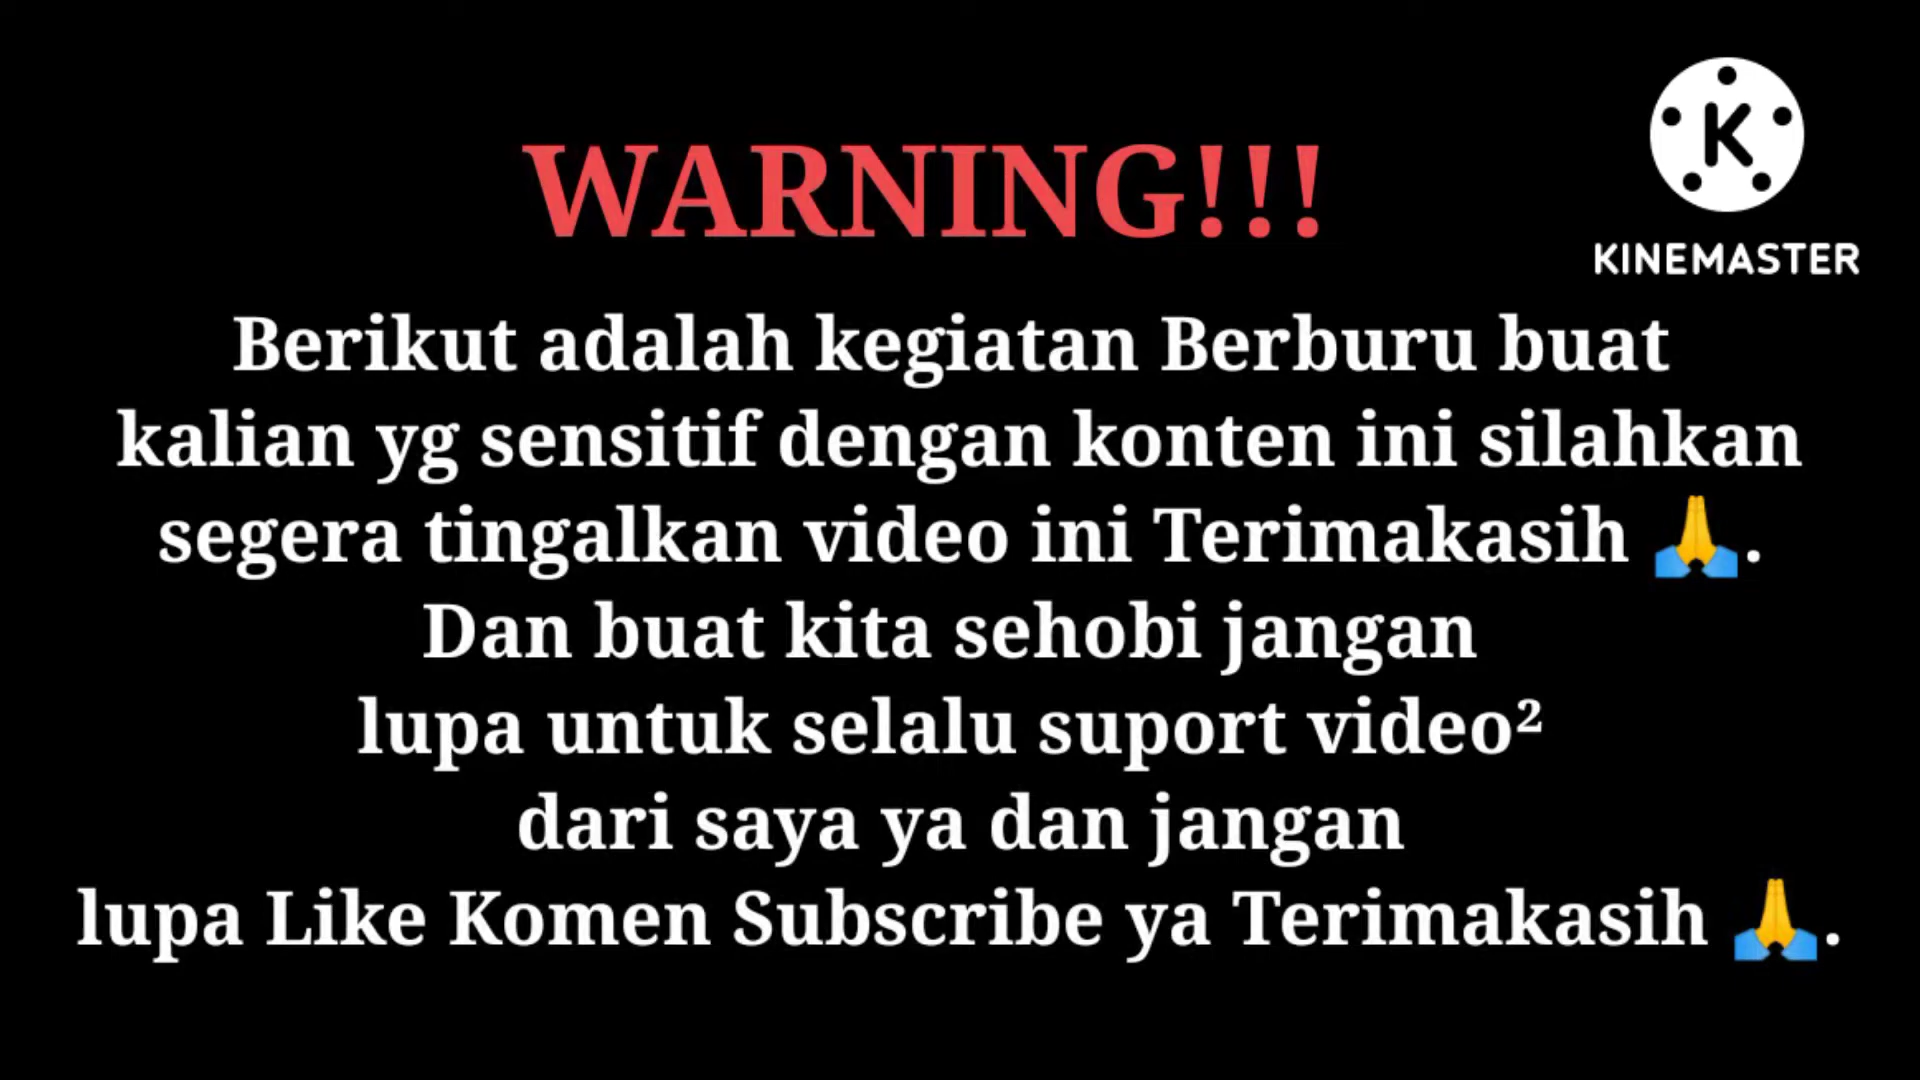 WARNING!!!
KINEMASTER
Berikut adalah kegiatan Berburu buat
kalian yg sensitif dengan konten ini silahkan
segera tingalkan video ini Terimakasih 🙏.
Dan buat kita sehobi jangan
lupa untuk selalu suport video²
dari saya ya dan jangan
lupa Like Komen Subscribe ya Terimakasih 🙏.